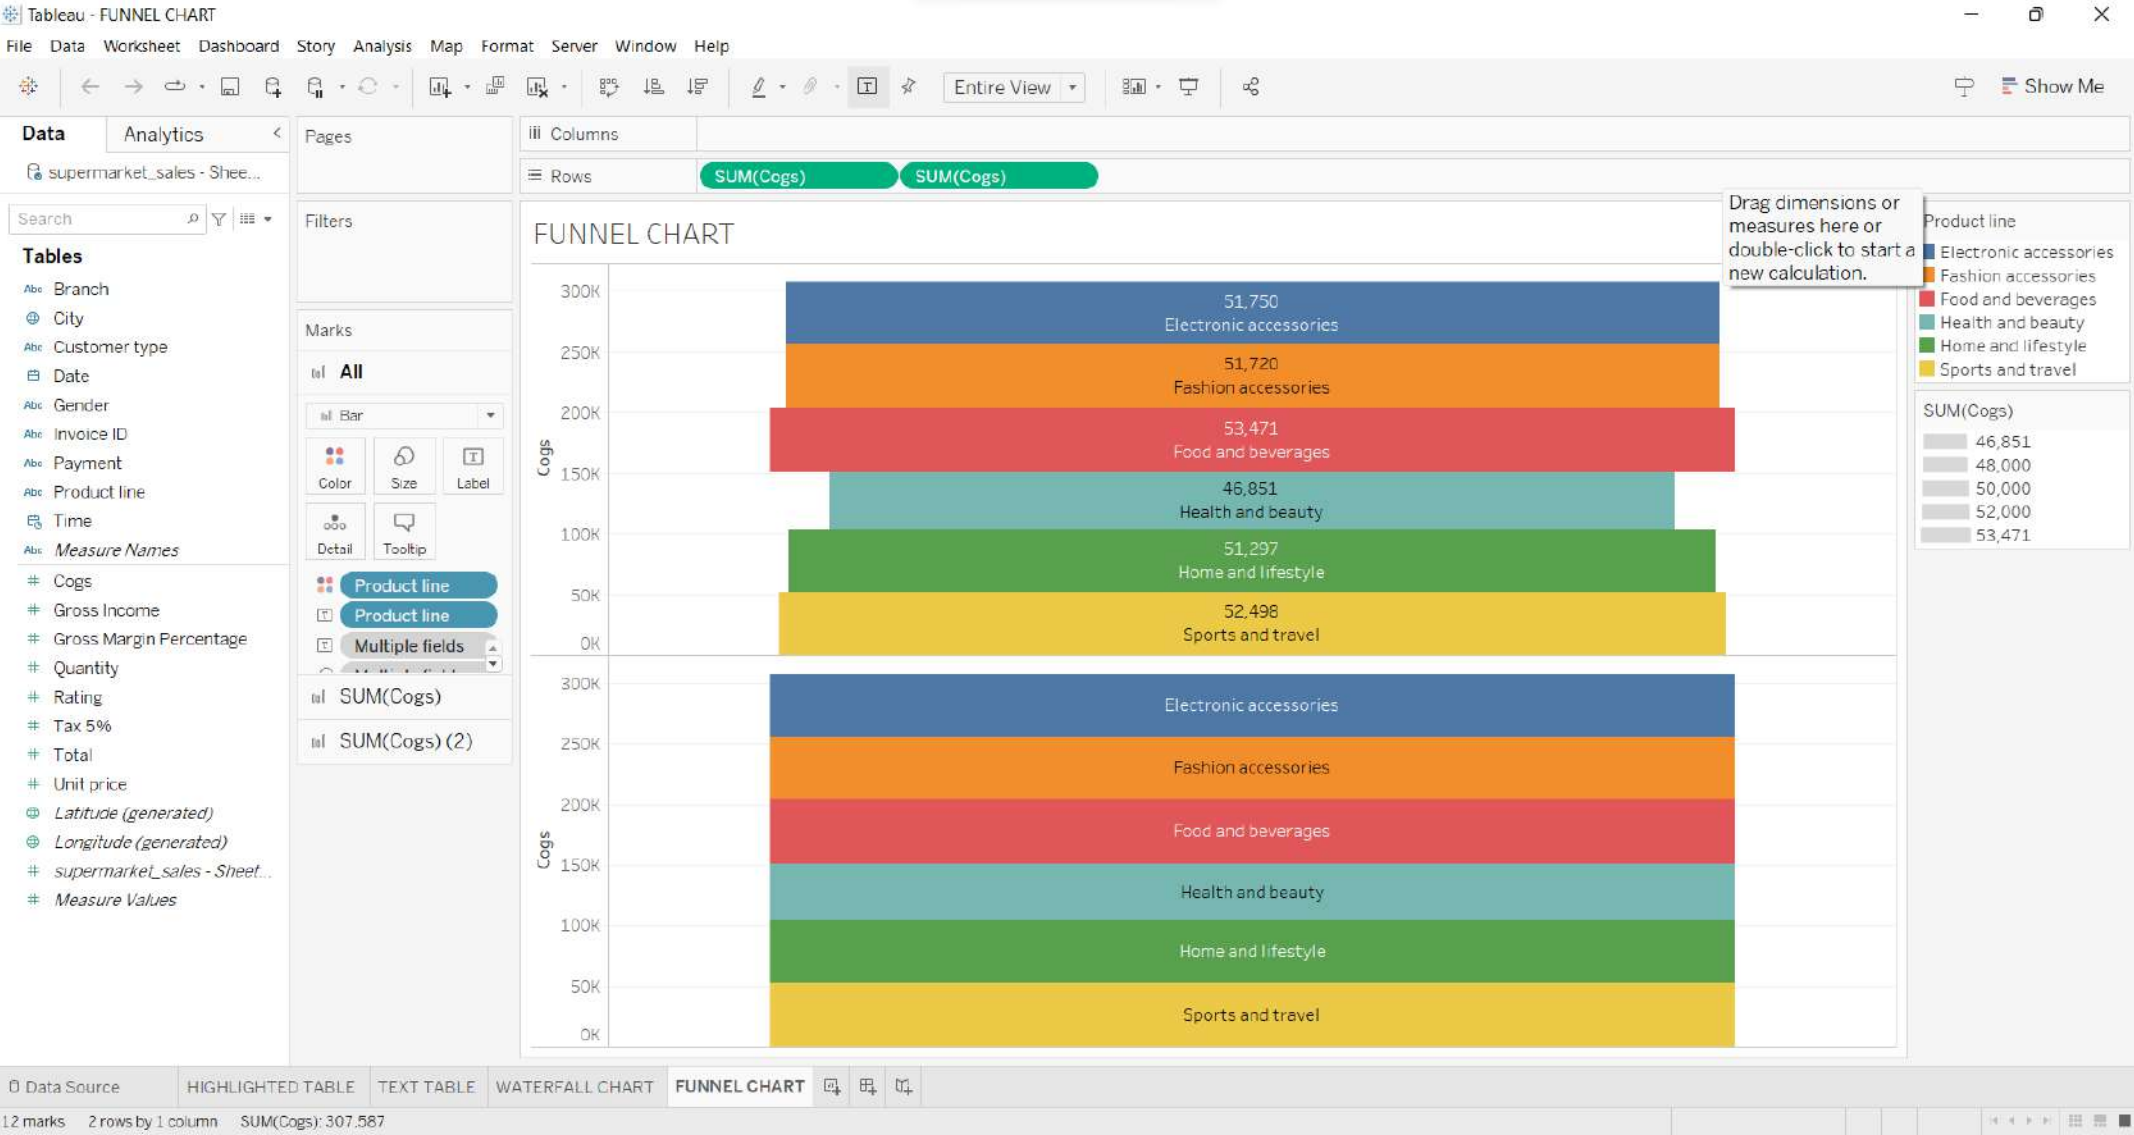 Tableau - FUNNEL CHART
File Data Worksheet Dashboard Story Analysis Map Format Server Window Help
Entire View
Show Me
Data
Analytics
supermarket_sales - Shee...
Search
Tables
Abc Branch
City
Abc Customer type
Date
Abc Gender
Abc Invoice ID
Abc Payment
Abc Product line
Time
Abc Measure Names
# Cogs
# Gross Income
# Gross Margin Percentage
# Quantity
# Rating
# Tax 5%
# Total
# Unit price
Latitude (generated)
Longitude (generated)
# supermarket_sales - Sheet...
# Measure Values
Pages
Filters
Marks
All
Bar
Color
Size
Label
Detail
Tooltip
Product line
Product line
Multiple fields
SUM(Cogs)
SUM(Cogs) (2)
Columns
Rows
SUM(Cogs)
SUM(Cogs)
FUNNEL CHART
Cogs
300K
250K
200K
150K
100K
50K
0K
51,750
Electronic accessories
51,720
Fashion accessories
53,471
Food and beverages
46,851
Health and beauty
51,297
Home and lifestyle
52,498
Sports and travel
Cogs
300K
250K
200K
150K
100K
50K
0K
Electronic accessories
Fashion accessories
Food and beverages
Health and beauty
Home and lifestyle
Sports and travel
Drag dimensions or
measures here or
double-click to start a
new calculation.
Product line
Electronic accessories
Fashion accessories
Food and beverages
Health and beauty
Home and lifestyle
Sports and travel
SUM(Cogs)
46,851
48,000
50,000
52,000
53,471
Data Source
HIGHLIGHTED TABLE
TEXT TABLE
WATERFALL CHART
FUNNEL CHART
12 marks
2 rows by 1 column
SUM(Cogs): 307,587